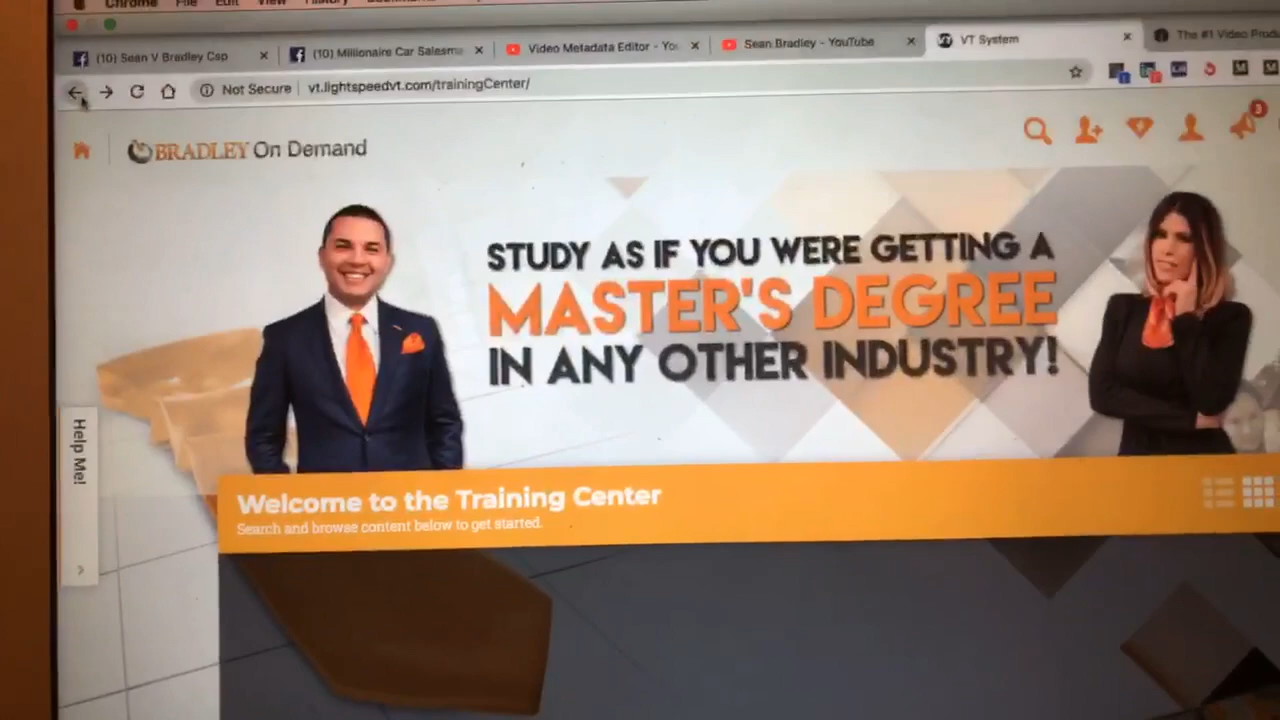 Chrome File Edit View History
(10) Sean V Bradley Csp
(10) Millionaire Car Salesma
Video Metadata Editor - You
Sean Bradley - YouTube
VT System
The #1 Video Produ
Not Secure vt.lightspeedvt.com/trainingCenter/
BRADLEY On Demand
3
STUDY AS IF YOU WERE GETTING A
MASTER'S DEGREE
IN ANY OTHER INDUSTRY!
Help Me!
Welcome to the Training Center
Search and browse content below to get started.